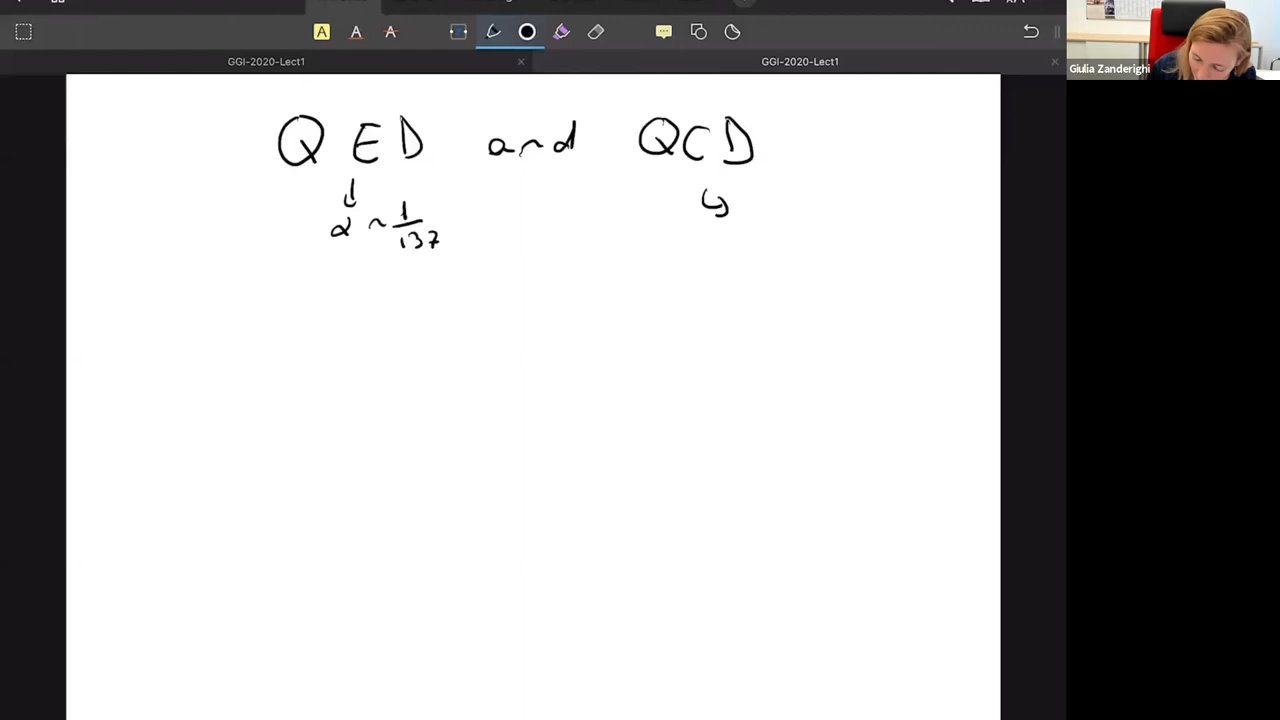 A A A
GGI-2020-Lect1 GGI-2020-Lect1
Giulia Zanderighi
QED and QCD
↓ ↳
α ~ 1/137